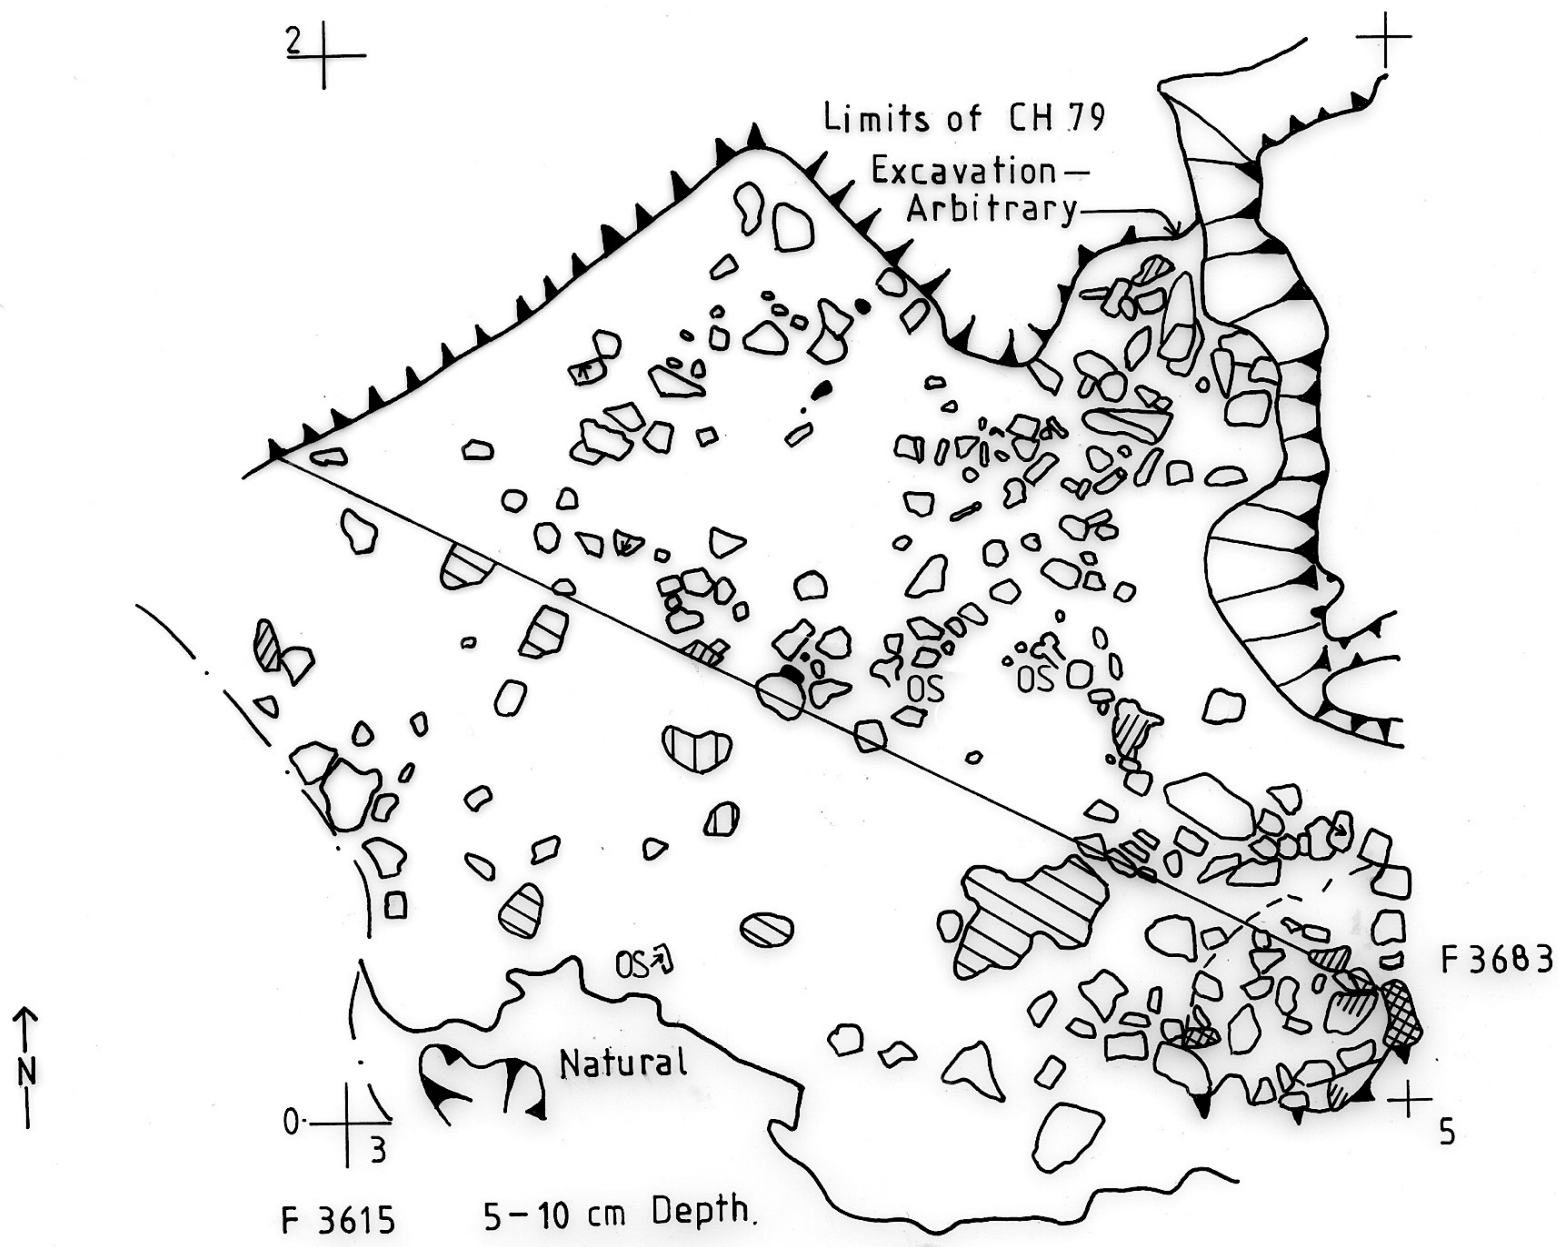 2
Limits of CH 79
Excavation –
Arbitrary
OS
OS
OS
F 3683
N
Natural
0
3
5
F 3615 5-10 cm Depth.